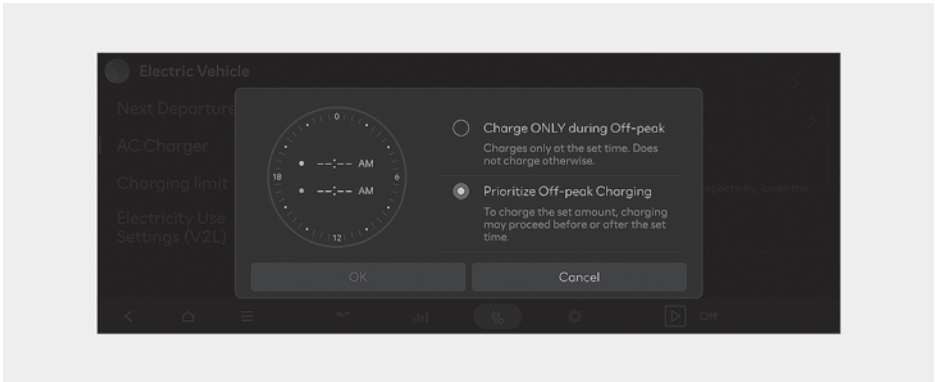 Electric Vehicle
Next Departure
AC Charger
Charging limit
Electricity Use
Settings (V2L)
0
6
12
18
--:-- AM
--:-- AM
Charge ONLY during Off-peak
Charges only at the set time. Does
not charge otherwise.
Prioritize Off-peak Charging
To charge the set amount, charging
may proceed before or after the set
time.
lower the
OK
Cancel
Off